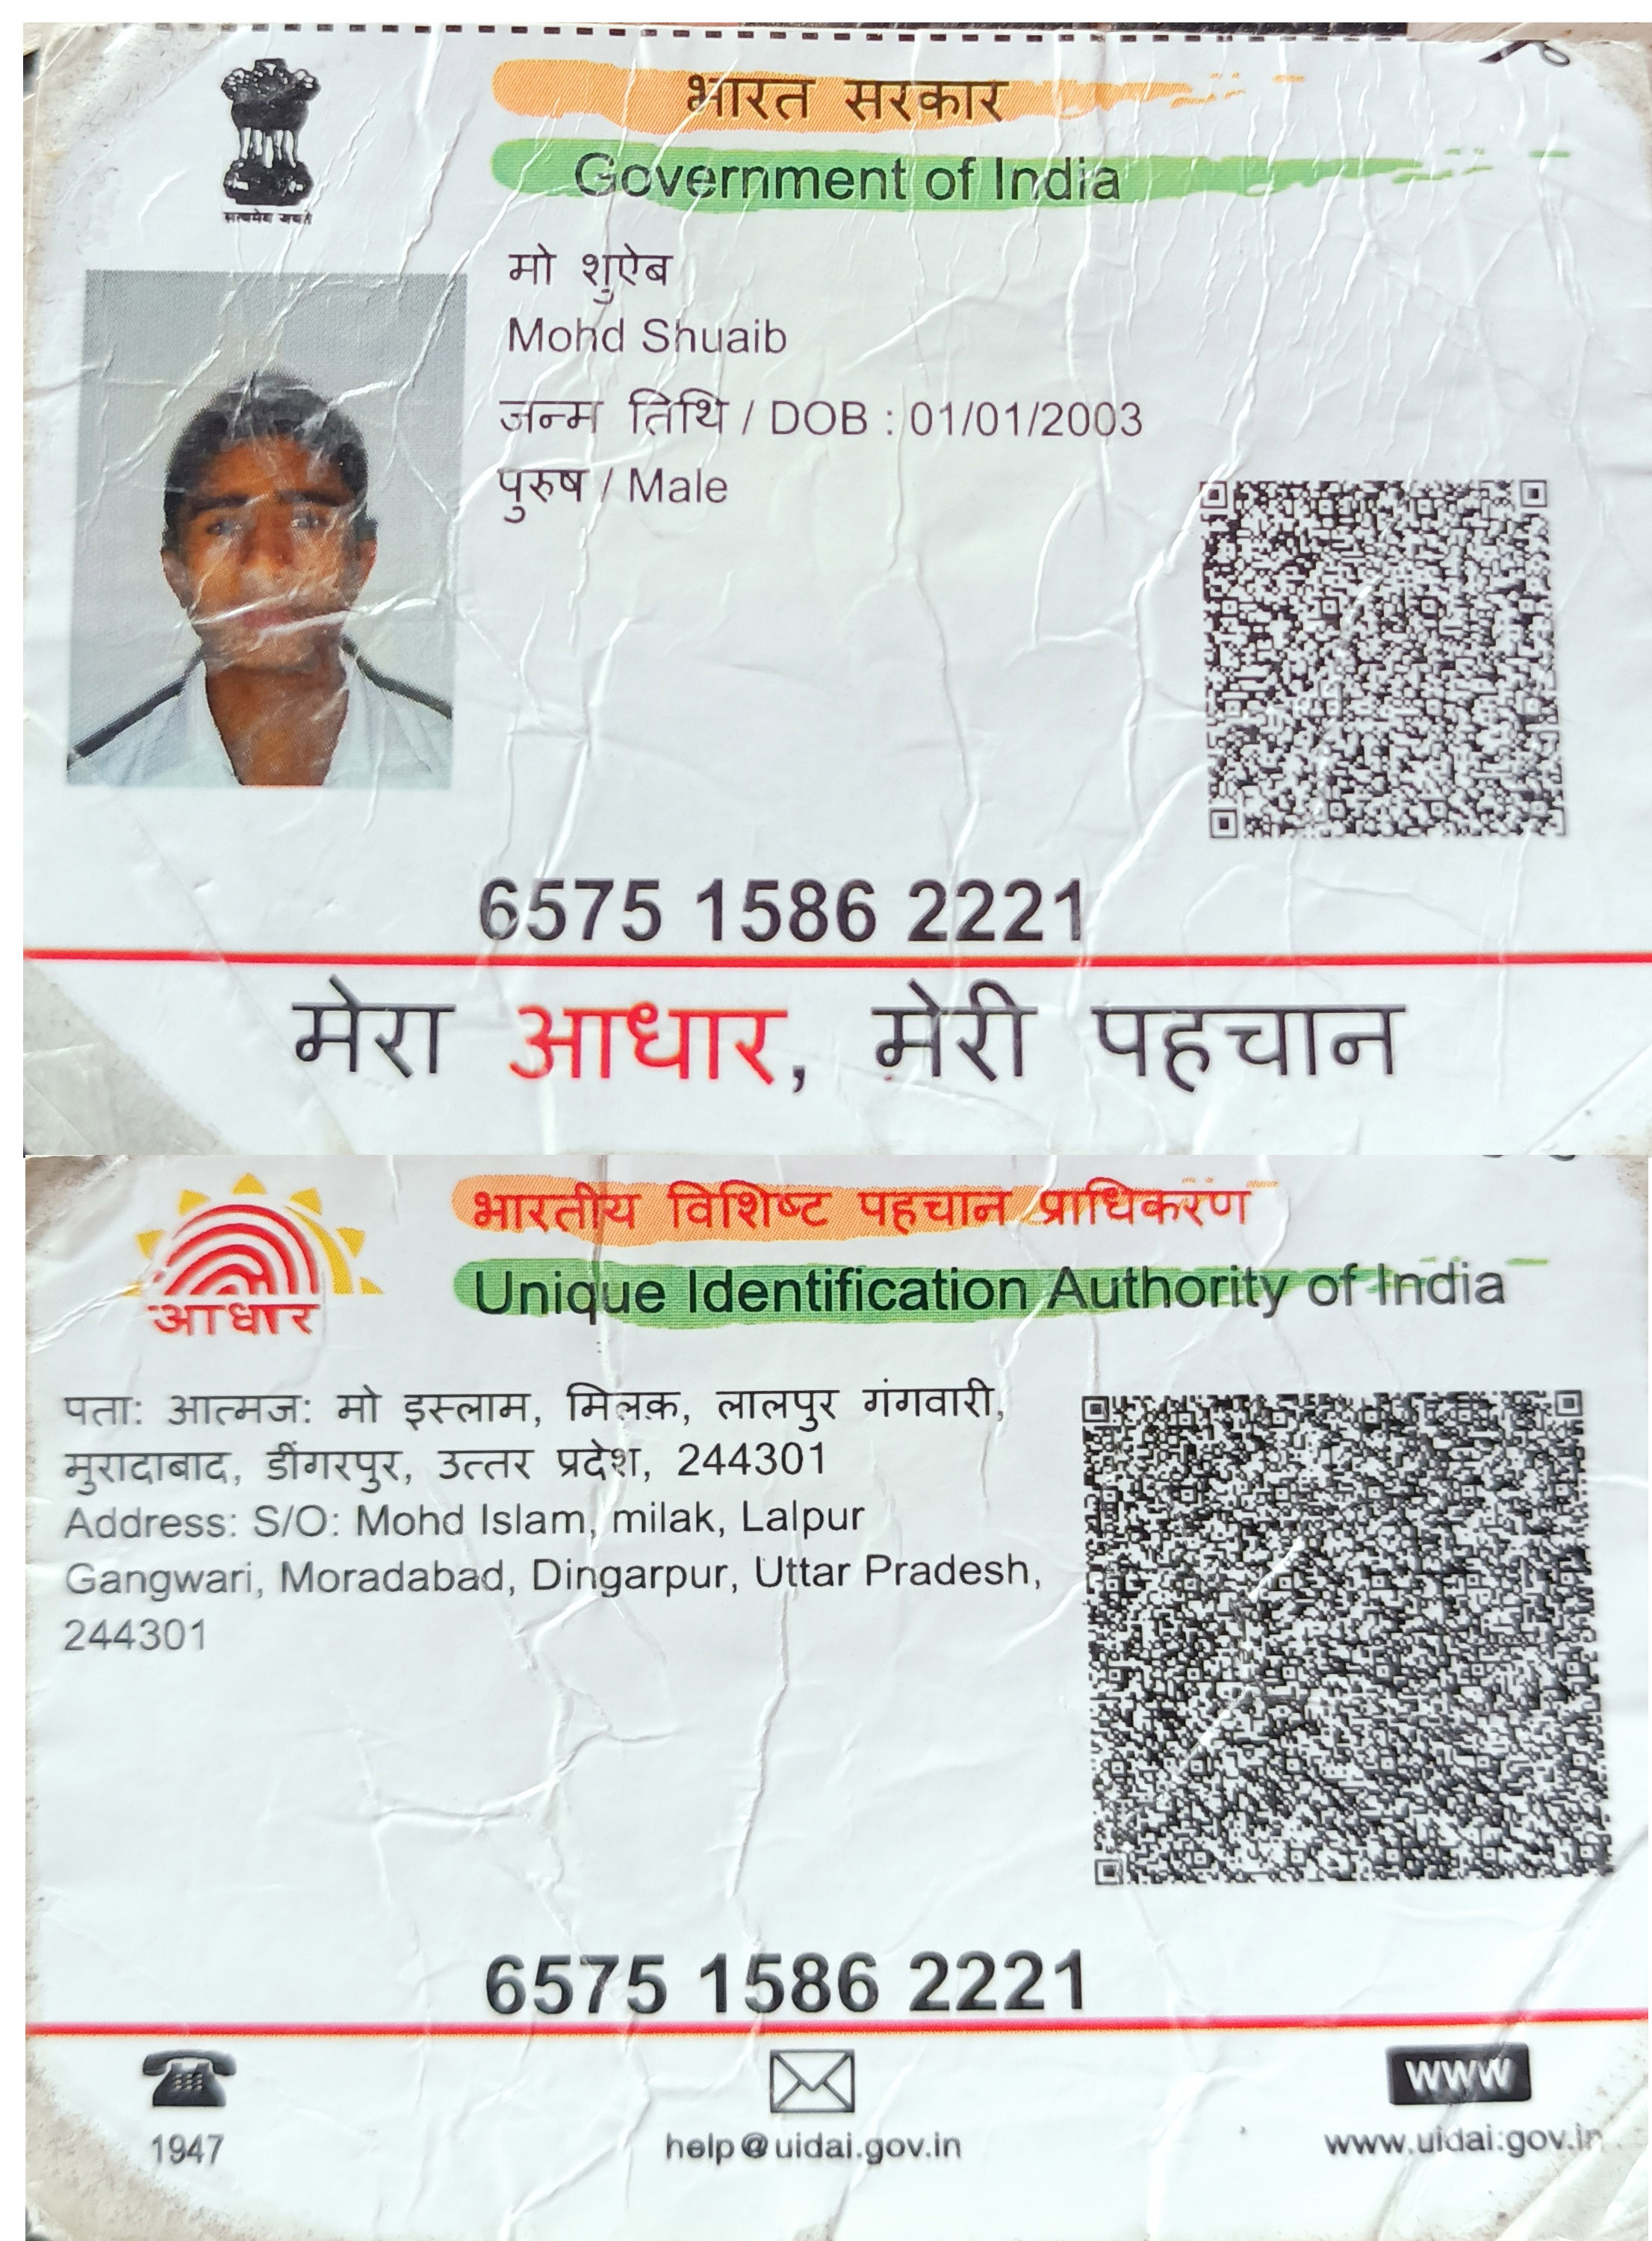 सत्यमेव जयते
भारत सरकार
Government of India
मो शुऐब
Mohd Shuaib
जन्म तिथि / DOB : 01/01/2003
पुरुष / Male
6575 1586 2221
मेरा आधार, मेरी पहचान
आधार
भारतीय विशिष्ट पहचान प्राधिकरण
Unique Identification Authority of India
पता: आत्मज: मो इस्लाम, मिलक़, लालपुर गंगवारी,
मुरादाबाद, डींगरपुर, उत्तर प्रदेश, 244301
Address: S/O: Mohd Islam, milak, Lalpur
Gangwari, Moradabad, Dingarpur, Uttar Pradesh,
244301
6575 1586 2221
1947
help@uidai.gov.in
www
www.uidai.gov.in